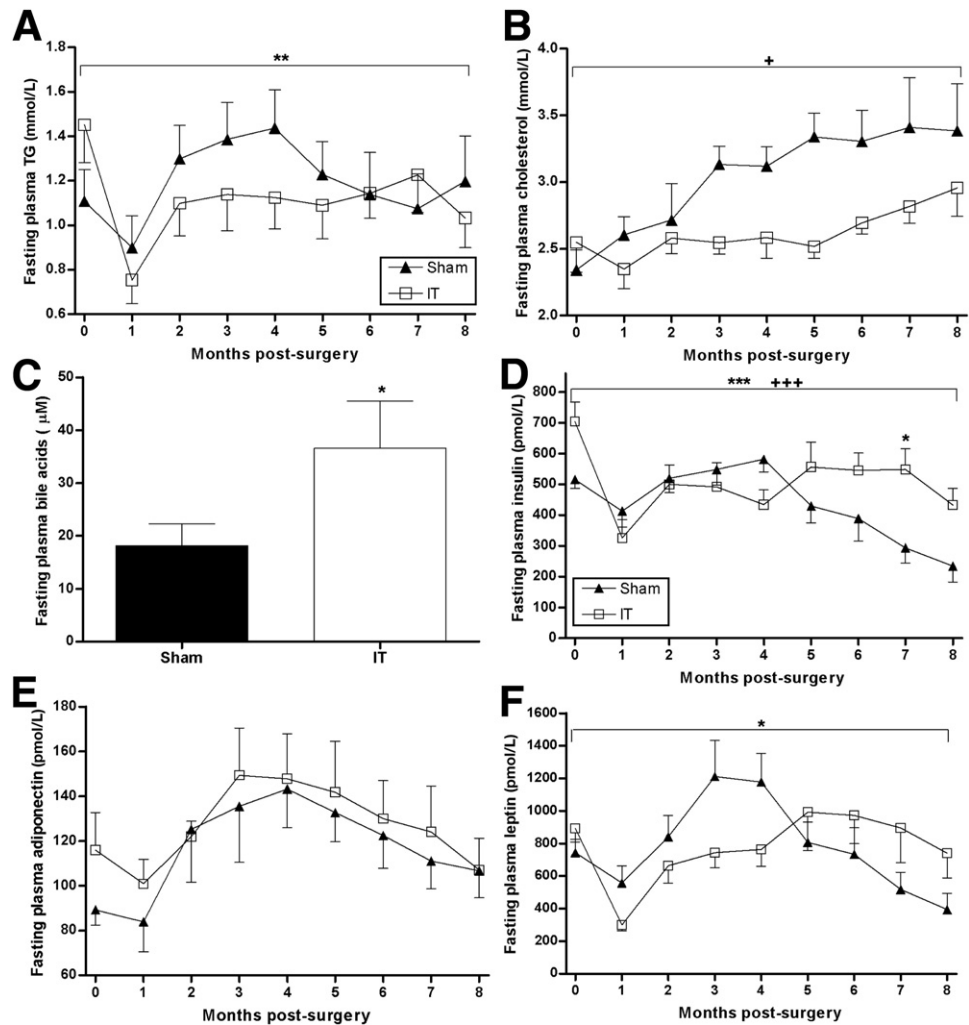 A
Fasting plasma TG (mmol/L)
1.8
1.6
1.4
1.2
1.0
0.8
0.6
**
Sham
IT
0 1 2 3 4 5 6 7 8
Months post-surgery
B
Fasting plasma cholesterol (mmol/L)
4.0
3.5
3.0
2.5
2.0
+
0 1 2 3 4 5 6 7 8
Months post-surgery
C
Fasting plasma bile acids ( μM)
50
40
30
20
10
0
*
Sham IT
D
Fasting plasma insulin (pmol/L)
800
700
600
500
400
300
200
100
0
*** +++
*
Sham
IT
0 1 2 3 4 5 6 7 8
Months post-surgery
E
Fasting plasma adiponectin (pmol/L)
180
160
140
120
100
80
60
0 1 2 3 4 5 6 7 8
Months post-surgery
F
Fasting plasma leptin (pmol/L)
1600
1400
1200
1000
800
600
400
200
0
*
0 1 2 3 4 5 6 7 8
Months post-surgery